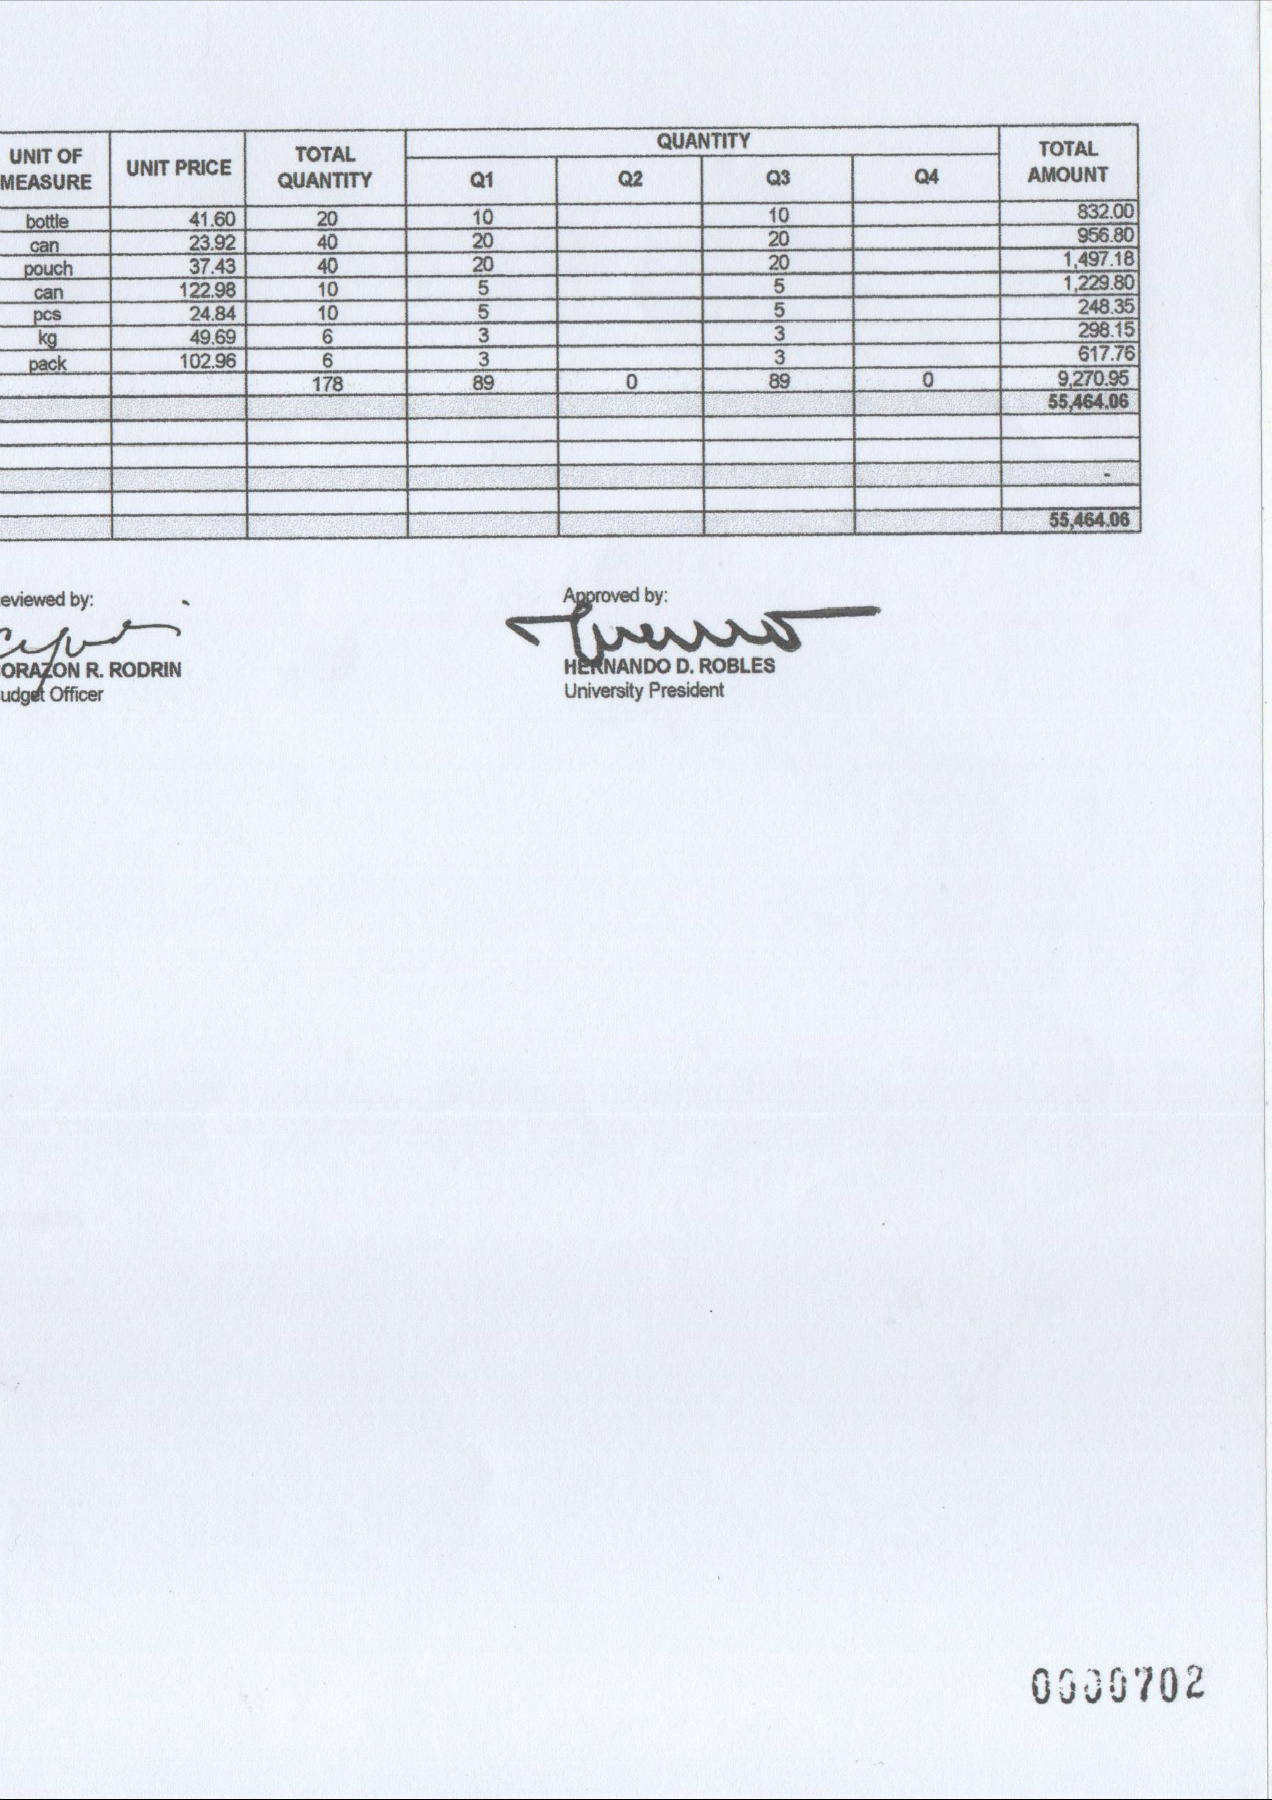 UNIT OF MEASURE UNIT PRICE TOTAL QUANTITY QUANTITY TOTAL AMOUNT
Q1 Q2 Q3 Q4
bottle 41.60 20 10 10 832.00
can 23.92 40 20 20 956.80
pouch 37.43 40 20 20 1,497.18
can 122.98 10 5 5 1,229.80
pcs 24.84 10 5 5 248.35
kg 49.69 6 3 3 298.15
pack 102.96 6 3 3 617.76
178 89 0 89 0 9,270.95
55,464.06
-
55,464.06
eviewed by: Approved by:
ORAZON R. RODRIN HERNANDO D. ROBLES
udget Officer University President
0000702